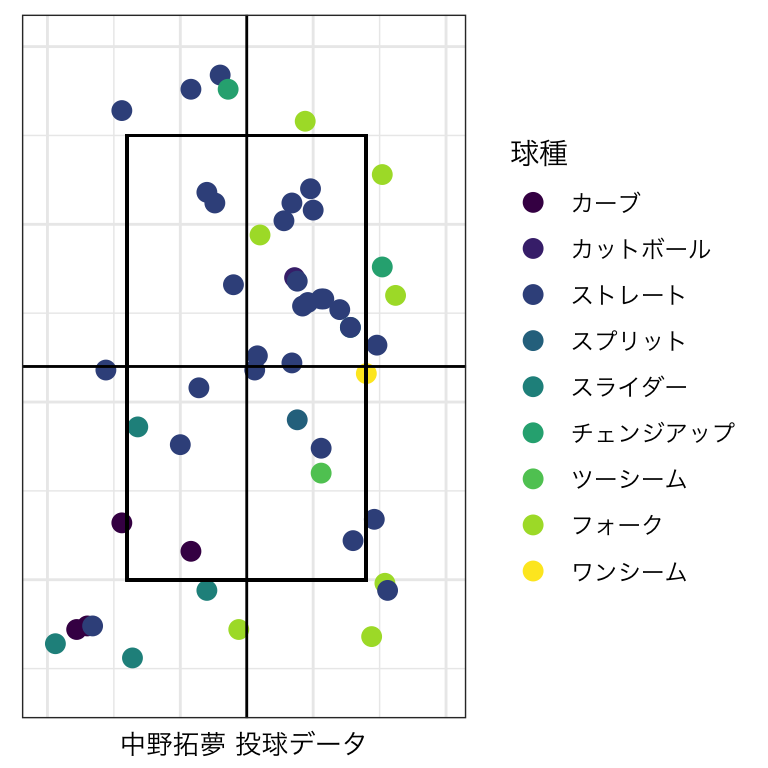 球種
カーブ
カットボール
ストレート
スプリット
スライダー
チェンジアップ
ツーシーム
フォーク
ワンシーム
中野拓夢 投球データ